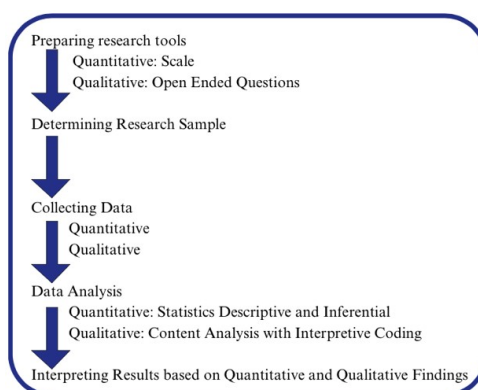 Preparing research tools
Quantitative: Scale
Qualitative: Open Ended Questions
Determining Research Sample
Collecting Data
Quantitative
Qualitative
Data Analysis
Quantitative: Statistics Descriptive and Inferential
Qualitative: Content Analysis with Interpretive Coding
Interpreting Results based on Quantitative and Qualitative Findings